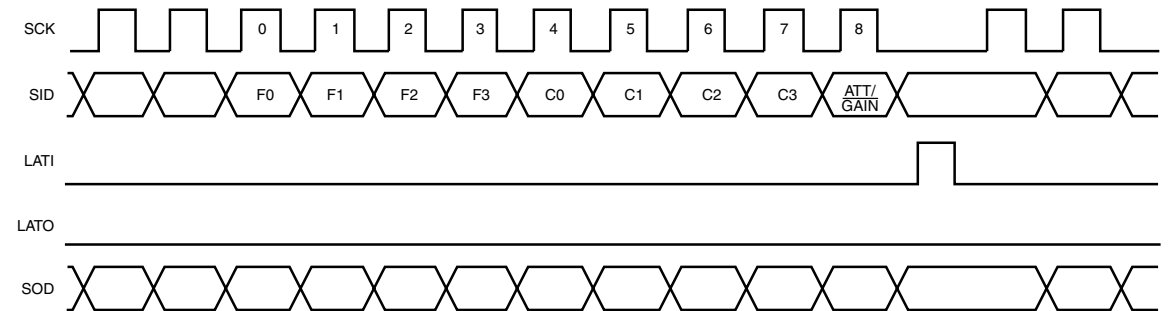 SCK 0 1 2 3 4 5 6 7 8
SID F0 F1 F2 F3 C0 C1 C2 C3 ATT/
GAIN
LATI
LATO
SOD